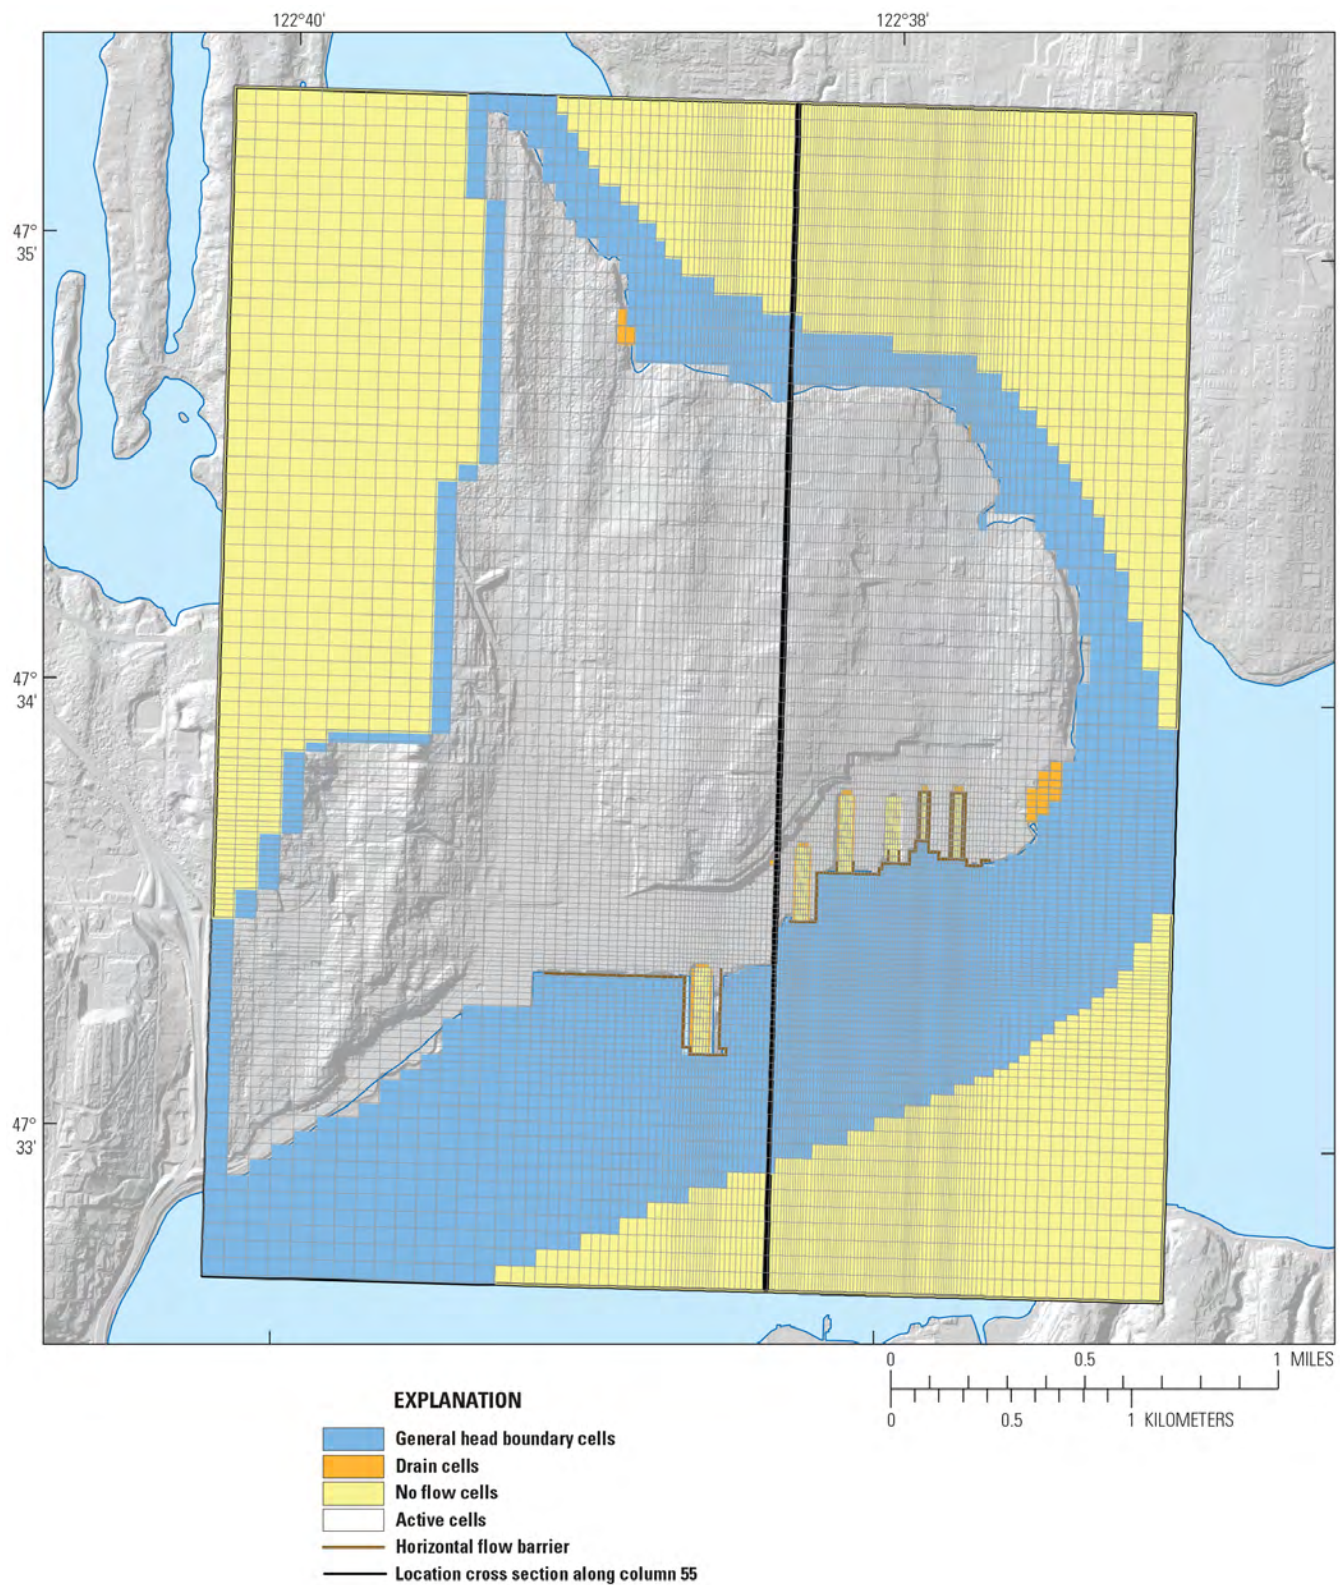 122°40' 122°38'
47°
35'
47°
34'
47°
33'
0 0.5 1 MILES
0 0.5 1 KILOMETERS
EXPLANATION
General head boundary cells
Drain cells
No flow cells
Active cells
Horizontal flow barrier
Location cross section along column 55